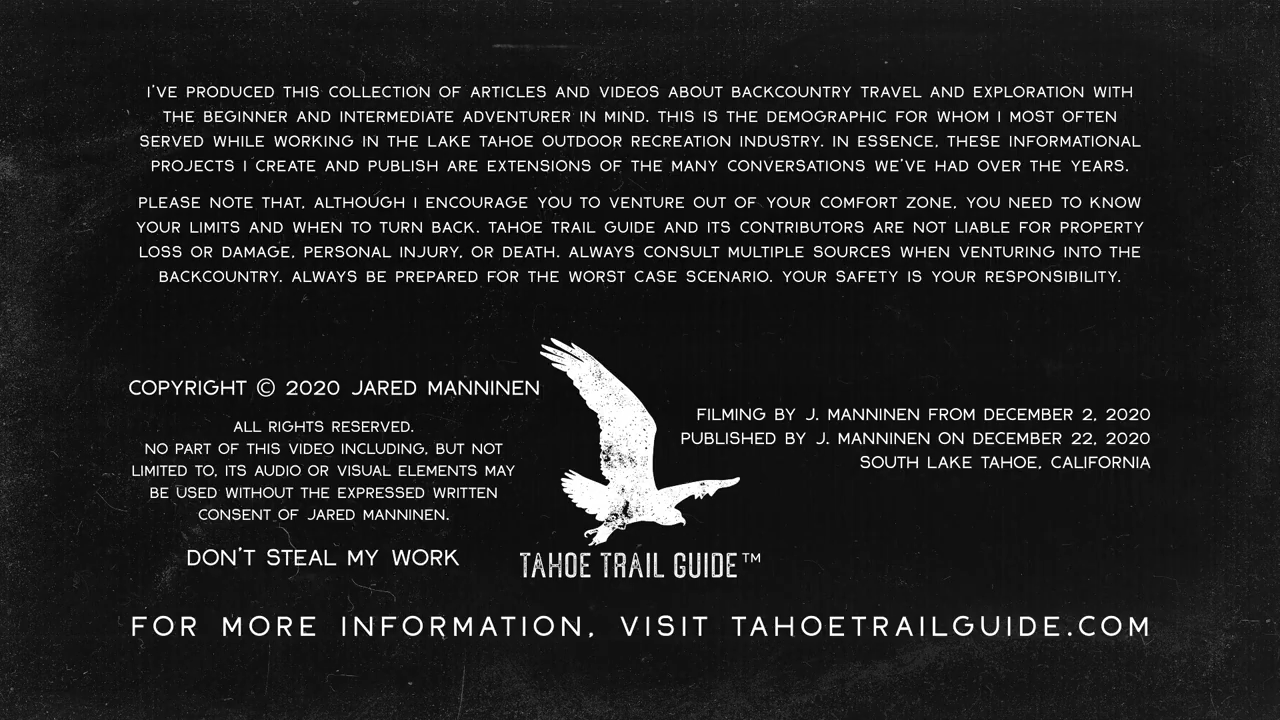 I'VE PRODUCED THIS COLLECTION OF ARTICLES AND VIDEOS ABOUT BACKCOUNTRY TRAVEL AND EXPLORATION WITH
THE BEGINNER AND INTERMEDIATE ADVENTURER IN MIND. THIS IS THE DEMOGRAPHIC FOR WHOM I MOST OFTEN
SERVED WHILE WORKING IN THE LAKE TAHOE OUTDOOR RECREATION INDUSTRY. IN ESSENCE, THESE INFORMATIONAL
PROJECTS I CREATE AND PUBLISH ARE EXTENSIONS OF THE MANY CONVERSATIONS WE'VE HAD OVER THE YEARS.
PLEASE NOTE THAT, ALTHOUGH I ENCOURAGE YOU TO VENTURE OUT OF YOUR COMFORT ZONE, YOU NEED TO KNOW
YOUR LIMITS AND WHEN TO TURN BACK. TAHOE TRAIL GUIDE AND ITS CONTRIBUTORS ARE NOT LIABLE FOR PROPERTY
LOSS OR DAMAGE, PERSONAL INJURY, OR DEATH. ALWAYS CONSULT MULTIPLE SOURCES WHEN VENTURING INTO THE
BACKCOUNTRY. ALWAYS BE PREPARED FOR THE WORST CASE SCENARIO. YOUR SAFETY IS YOUR RESPONSIBILITY.
COPYRIGHT © 2020 JARED MANNINEN
ALL RIGHTS RESERVED.
NO PART OF THIS VIDEO INCLUDING, BUT NOT
LIMITED TO, ITS AUDIO OR VISUAL ELEMENTS MAY
BE USED WITHOUT THE EXPRESSED WRITTEN
CONSENT OF JARED MANNINEN.
DON'T STEAL MY WORK
TAHOE TRAIL GUIDE™
FILMING BY J. MANNINEN FROM DECEMBER 2, 2020
PUBLISHED BY J. MANNINEN ON DECEMBER 22, 2020
SOUTH LAKE TAHOE, CALIFORNIA
FOR MORE INFORMATION, VISIT TAHOETRAILGUIDE.COM